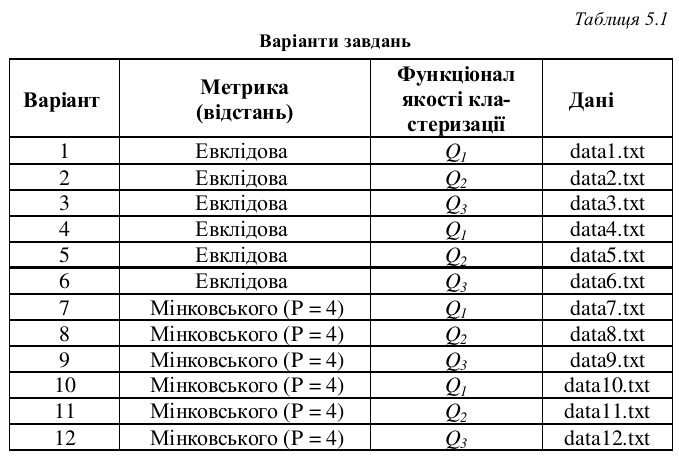 Таблиця 5.1
Варіанти завдань
Варіант Метрика (відстань) Функціонал якості кла- стеризації Дані
1 Евклідова Q1 data1.txt
2 Евклідова Q2 data2.txt
3 Евклідова Q3 data3.txt
4 Евклідова Q1 data4.txt
5 Евклідова Q2 data5.txt
6 Евклідова Q3 data6.txt
7 Мінковського (P = 4) Q1 data7.txt
8 Мінковського (P = 4) Q2 data8.txt
9 Мінковського (P = 4) Q3 data9.txt
10 Мінковського (P = 4) Q1 data10.txt
11 Мінковського (P = 4) Q2 data11.txt
12 Мінковського (P = 4) Q3 data12.txt